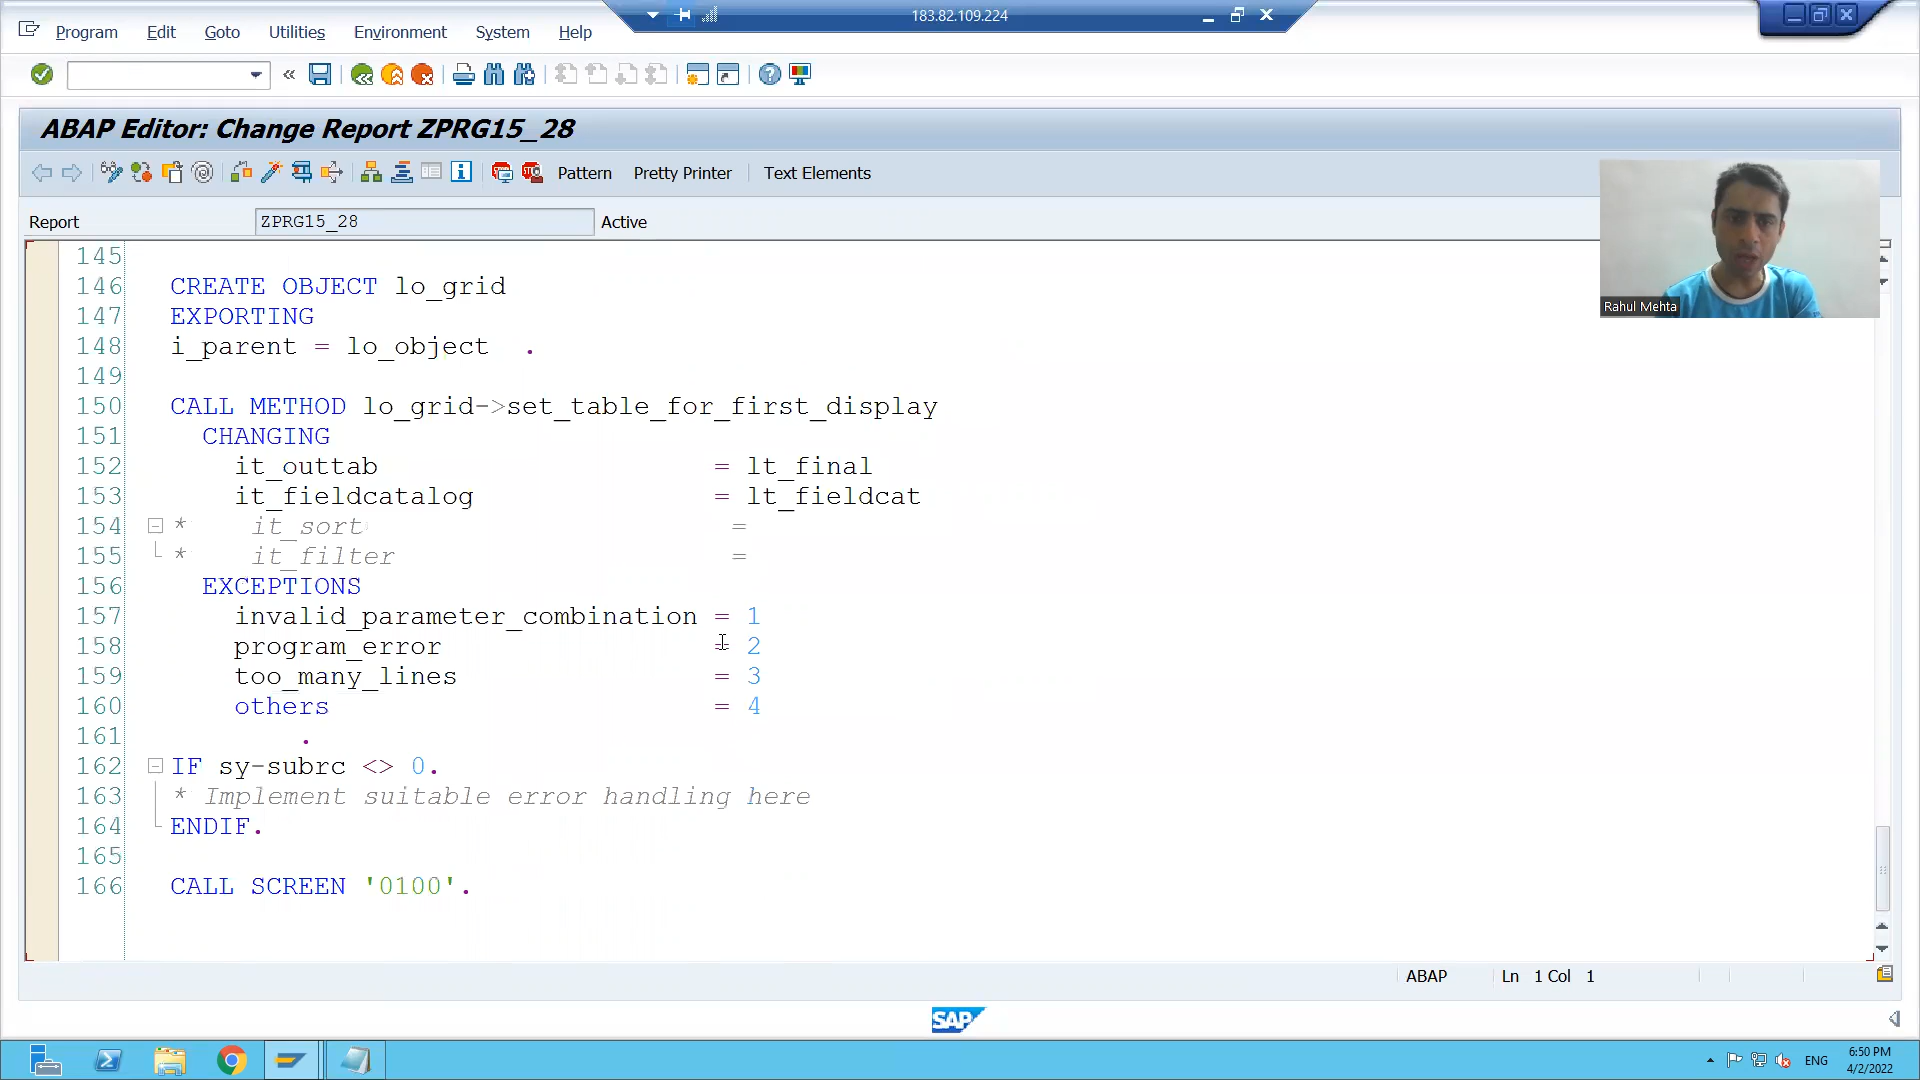 183.82.109.224
Program Edit Goto Utilities Environment System Help
ABAP Editor: Change Report ZPRG15_28
Pattern Pretty Printer Text Elements
Report ZPRG15_28 Active
Rahul Mehta
145
146 CREATE OBJECT lo_grid
147 EXPORTING
148 i_parent = lo_object .
149
150 CALL METHOD lo_grid->set_table_for_first_display
151 CHANGING
152 it_outtab = lt_final
153 it_fieldcatalog = lt_fieldcat
154 * it_sort =
155 * it_filter =
156 EXCEPTIONS
157 invalid_parameter_combination = 1
158 program_error = 2
159 too_many_lines = 3
160 others = 4
161 .
162 IF sy-subrc <> 0.
163 * Implement suitable error handling here
164 ENDIF.
165
166 CALL SCREEN '0100'.
ABAP Ln 1 Col 1
SAP
ENG
6:50 PM
4/2/2022